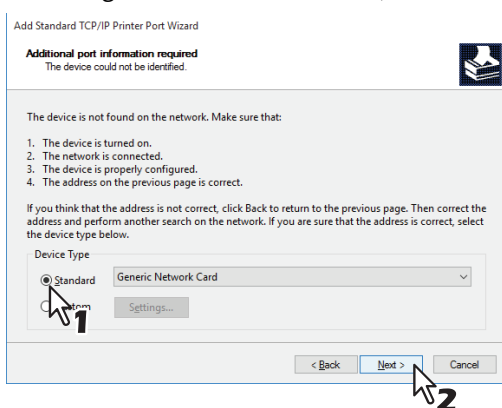 Add Standard TCP/IP Printer Port Wizard
Additional port information required
The device could not be identified.
The device is not found on the network. Make sure that:
1. The device is turned on.
2. The network is connected.
3. The device is properly configured.
4. The address on the previous page is correct.
If you think that the address is not correct, click Back to return to the previous page. Then correct the
address and perform another search on the network. If you are sure that the address is correct, select
the device type below.
Device Type
Standard Generic Network Card
Settings...
1
< Back Next > Cancel
2